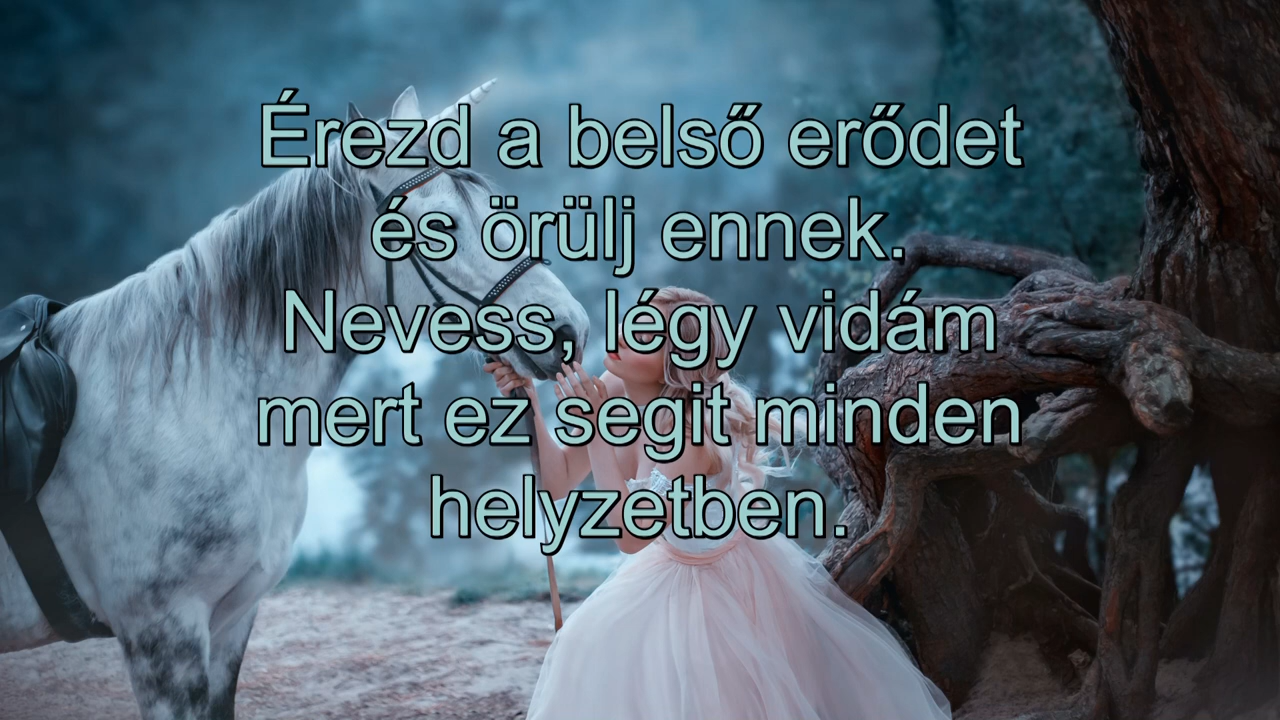 Érezd a belső erődet
és örülj ennek.
Nevess, légy vidám
mert ez segit minden
helyzetben.